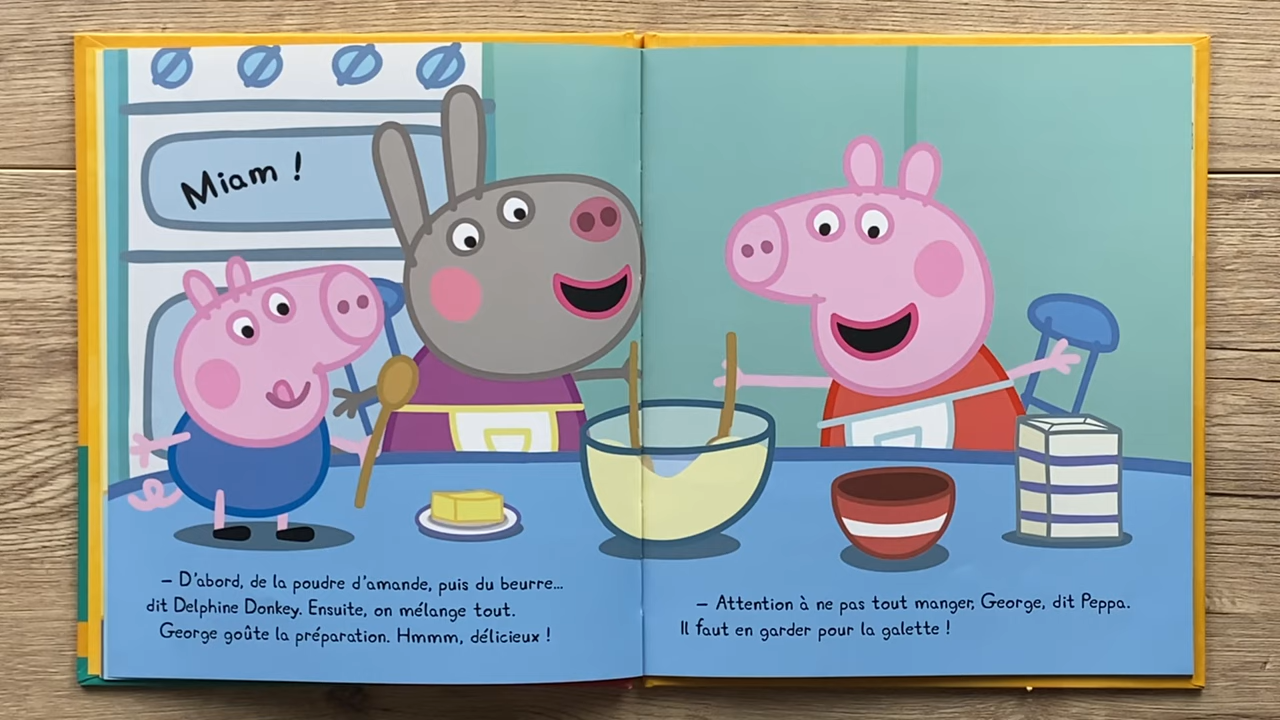 Miam !
– D'abord, de la poudre d'amande, puis du beurre...
dit Delphine Donkey. Ensuite, on mélange tout.
George goûte la préparation. Hmmm, délicieux !
– Attention à ne pas tout manger, George, dit Peppa.
Il faut en garder pour la galette !